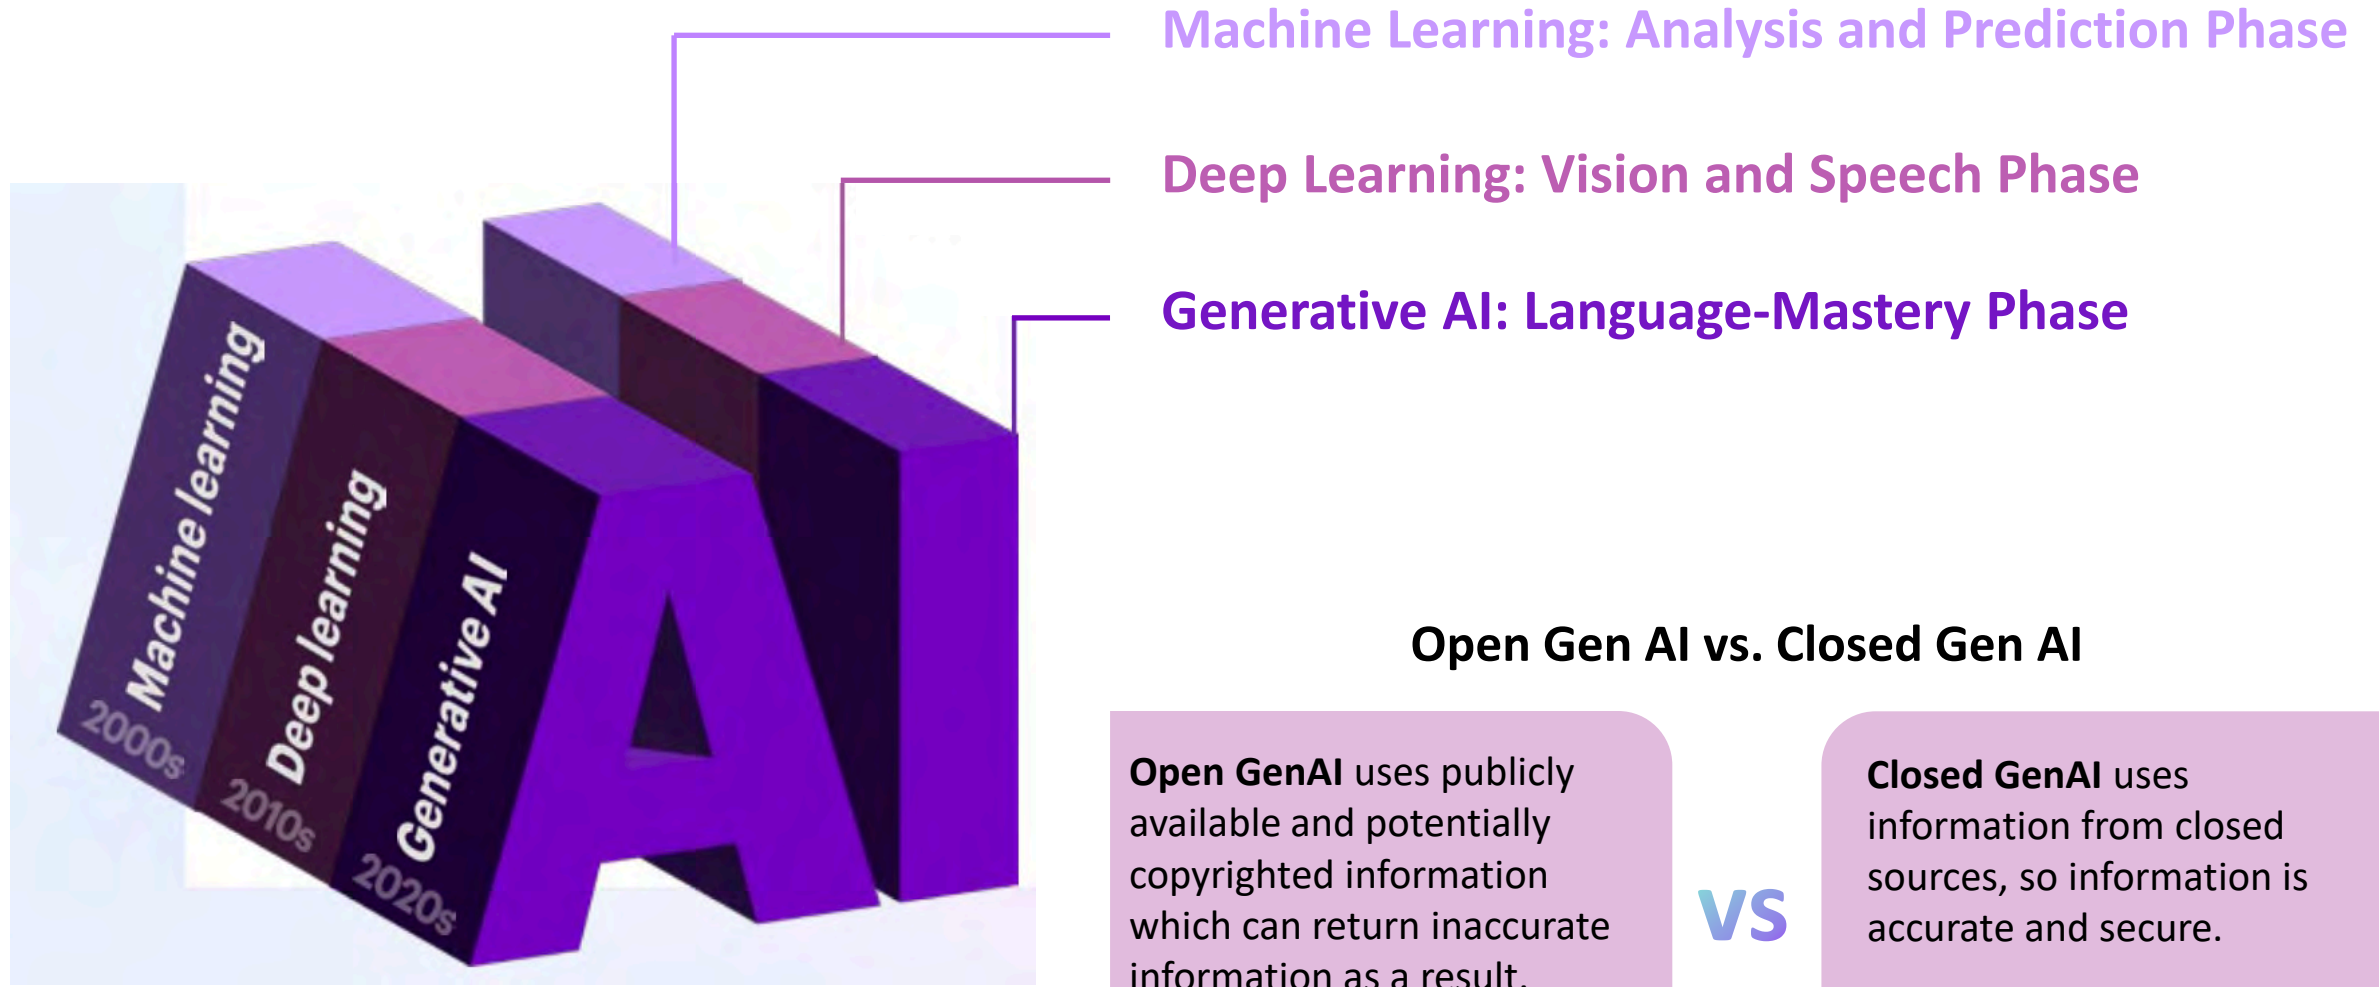 Machine Learning: Analysis and Prediction Phase
Deep Learning: Vision and Speech Phase
Generative AI: Language-Mastery Phase
Machine learning
2000s
Deep learning
2010s
Generative AI
2020s
AI
Open Gen AI vs. Closed Gen AI
Open GenAI uses publicly
available and potentially
copyrighted information
which can return inaccurate
information as a result.
vs
Closed GenAI uses
information from closed
sources, so information is
accurate and secure.